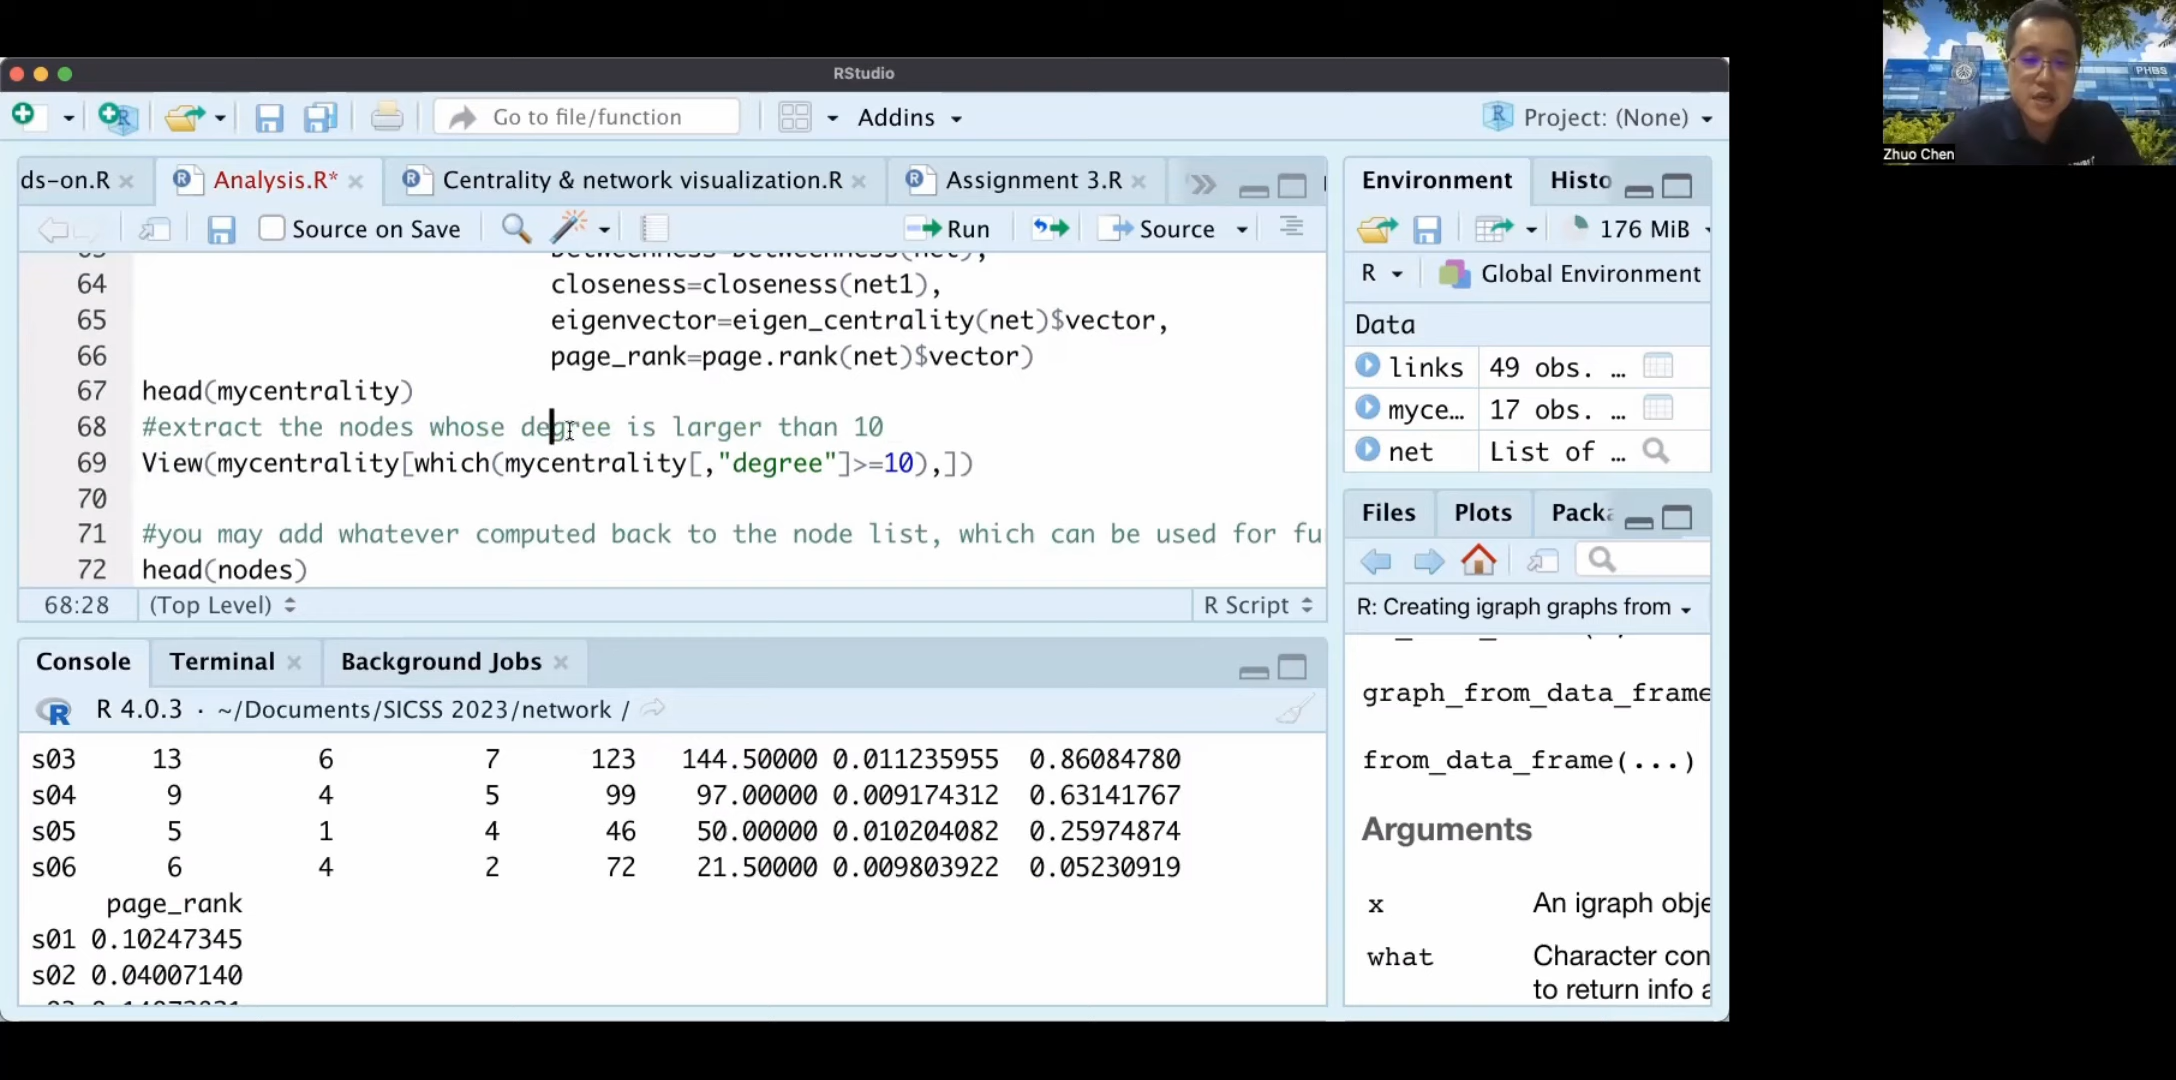 RStudio
Go to file/function
Addins
Project: (None)
ds-on.R
Analysis.R*
Centrality & network visualization.R
Assignment 3.R
Source on Save
Run
Source
64 closeness=closeness(net1),
65 eigenvector=eigen_centrality(net)$vector,
66 page_rank=page.rank(net)$vector)
67 head(mycentrality)
68 #extract the nodes whose degree is larger than 10
69 View(mycentrality[which(mycentrality[,"degree"]>=10),])
70
71 #you may add whatever computed back to the node list, which can be used for fu
72 head(nodes)
68:28 (Top Level) R Script
Console Terminal Background Jobs
R 4.0.3 · ~/Documents/SICSS 2023/network /
s03 13 6 7 123 144.50000 0.011235955 0.86084780
s04 9 4 5 99 97.00000 0.009174312 0.63141767
s05 5 1 4 46 50.00000 0.010204082 0.25974874
s06 6 4 2 72 21.50000 0.009803922 0.05230919
page_rank
s01 0.10247345
s02 0.04007140
Environment Histo
176 MiB
R Global Environment
Data
links 49 obs. …
myce… 17 obs. …
net List of …
Files Plots Packa
R: Creating igraph graphs from
graph_from_data_frame
from_data_frame(...)
Arguments
x An igraph obje
what Character con
to return info a
PHBS
Zhuo Chen